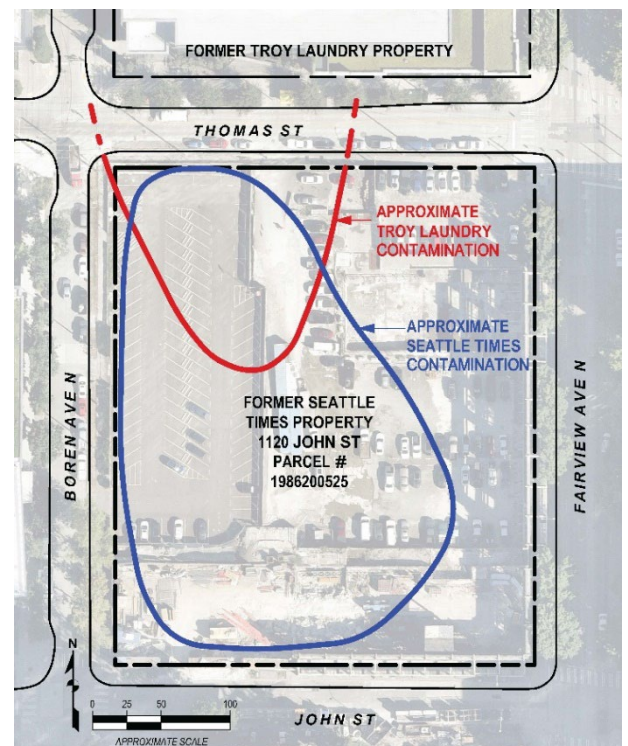 FORMER TROY LAUNDRY PROPERTY
THOMAS ST
APPROXIMATE
TROY LAUNDRY
CONTAMINATION
APPROXIMATE
SEATTLE TIMES
CONTAMINATION
FORMER SEATTLE
TIMES PROPERTY
1120 JOHN ST
PARCEL #
1986200525
BOREN AVE N
FAIRVIEW AVE N
N
0 25 50 100
APPROXIMATE SCALE
JOHN ST